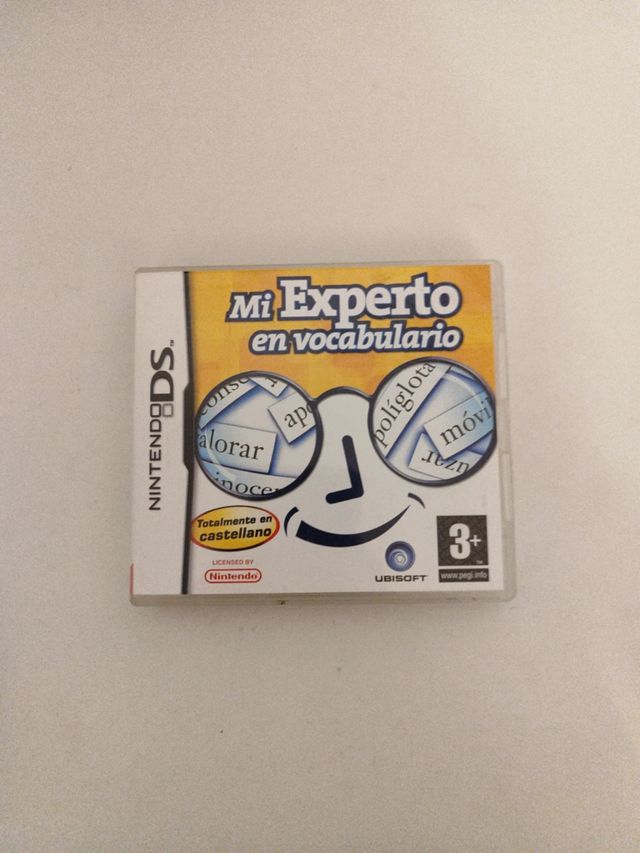 NINTENDO DS™
Mi Experto
en vocabulario
políglota
móvi
alorar
Totalmente en
castellano
LICENSED BY
Nintendo
UBISOFT
3+
www.pegi.info